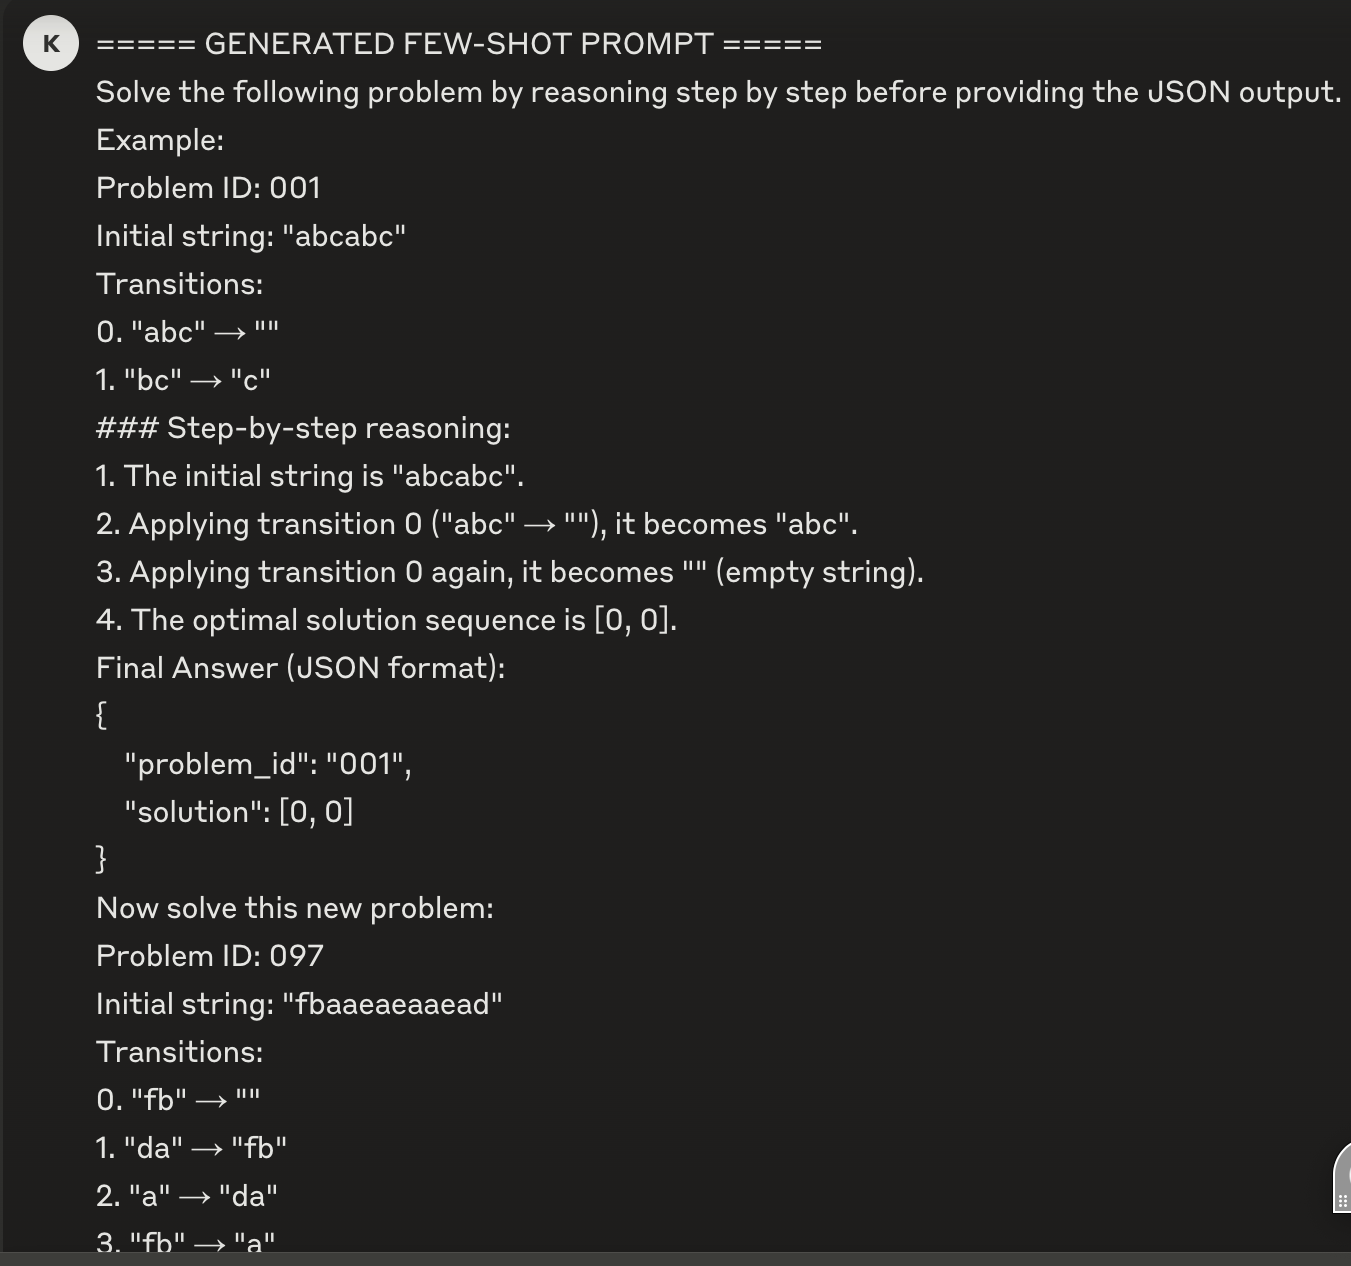 K
===== GENERATED FEW-SHOT PROMPT =====
Solve the following problem by reasoning step by step before providing the JSON output.
Example:
Problem ID: 001
Initial string: "abcabc"
Transitions:
0. "abc" → ""
1. "bc" → "c"
### Step-by-step reasoning:
1. The initial string is "abcabc".
2. Applying transition 0 ("abc" → ""), it becomes "abc".
3. Applying transition 0 again, it becomes "" (empty string).
4. The optimal solution sequence is [0, 0].
Final Answer (JSON format):
{
"problem_id": "001",
"solution": [0, 0]
}
Now solve this new problem:
Problem ID: 097
Initial string: "fbaaeaeaaead"
Transitions:
0. "fb" → ""
1. "da" → "fb"
2. "a" → "da"
3. "fb" → "a"